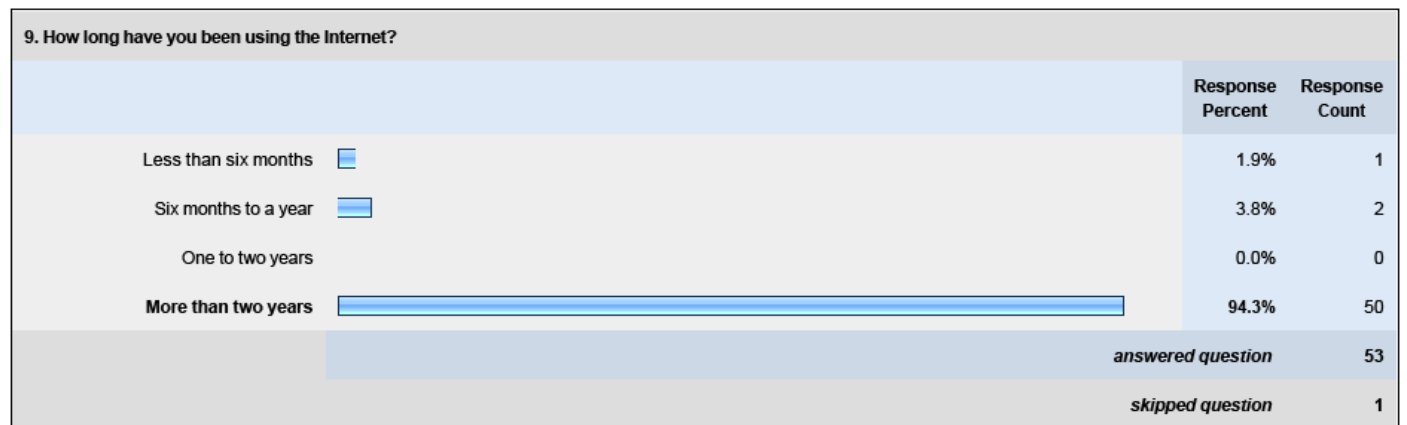 9. How long have you been using the Internet?
Response Percent
Response Count
Less than six months 1.9% 1
Six months to a year 3.8% 2
One to two years 0.0% 0
More than two years 94.3% 50
answered question 53
skipped question 1